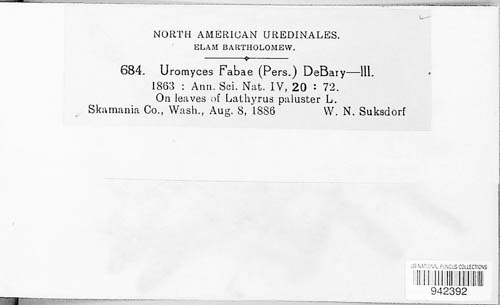 NORTH AMERICAN UREDINALES.
ELAM BARTHOLOMEW.
684. Uromyces Fabae (Pers.) DeBary—III.
1863 : Ann. Sci. Nat. IV, 20 : 72.
On leaves of Lathyrus paluster L.
Skamania Co., Wash., Aug. 8, 1886 W. N. Suksdorf
US NATIONAL FUNGUS COLLECTIONS
942392